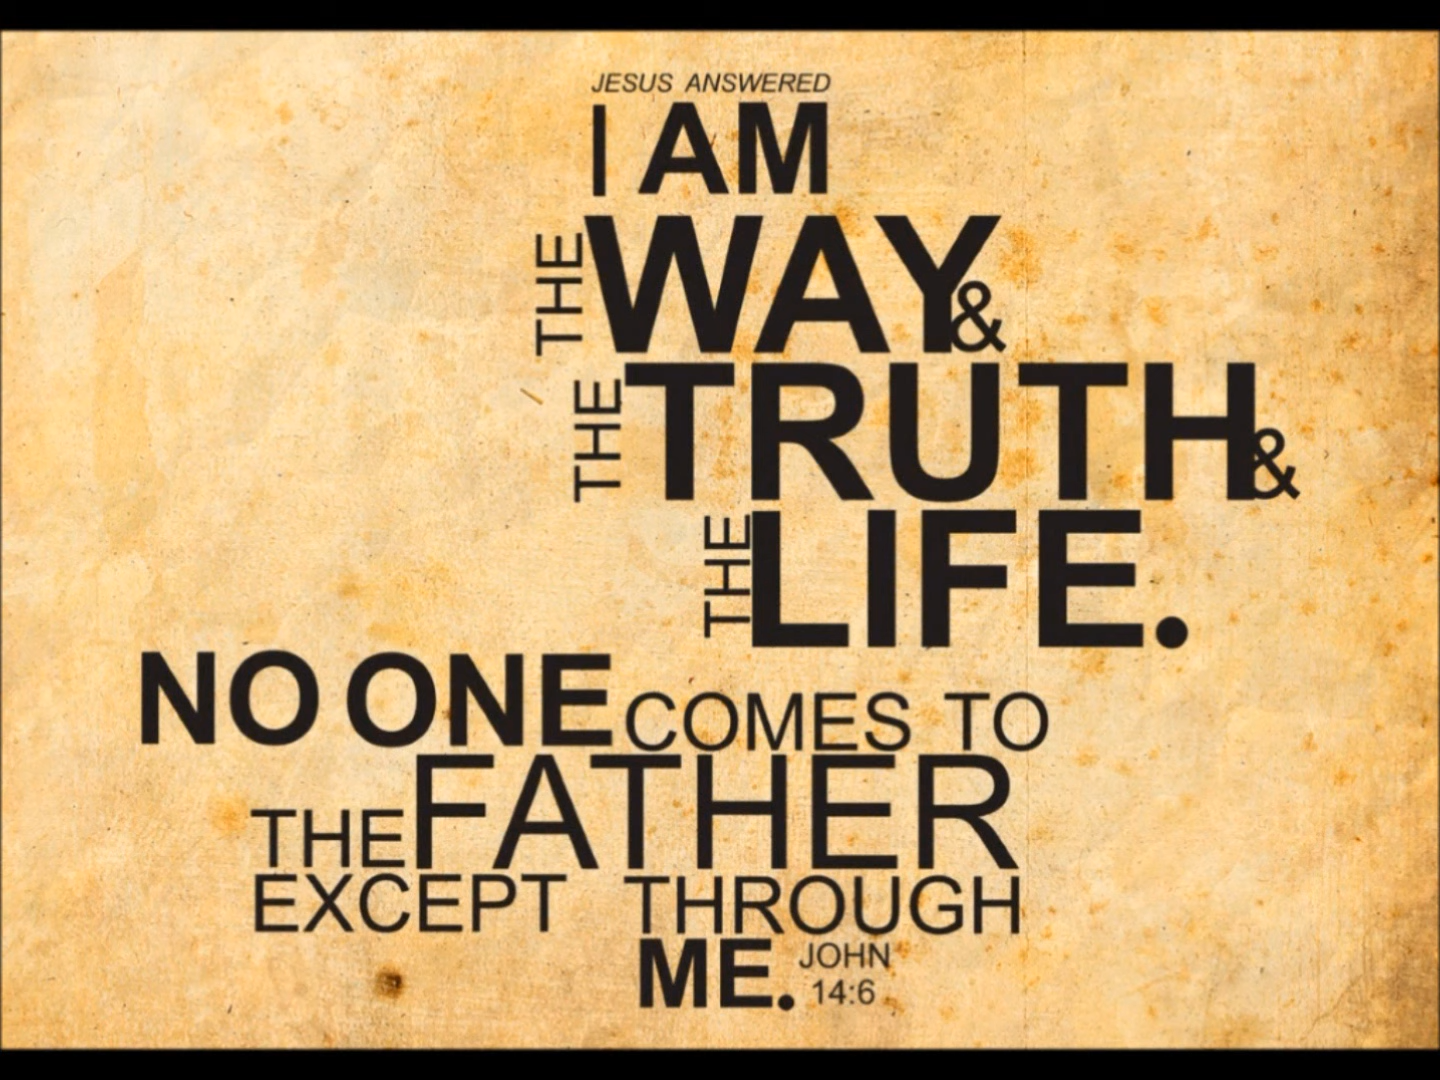 JESUS ANSWERED
I AM
THE WAY &
THE TRUTH &
THE LIFE.
NO ONE COMES TO
THE FATHER
EXCEPT THROUGH
ME. JOHN
14:6